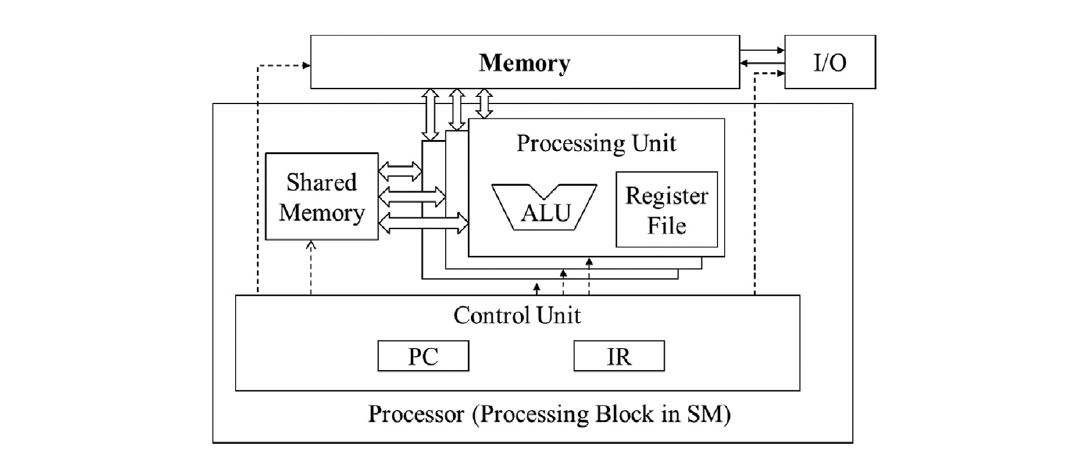 Memory
I/O
Processing Unit
Shared
Memory
ALU
Register
File
Control Unit
PC
IR
Processor (Processing Block in SM)